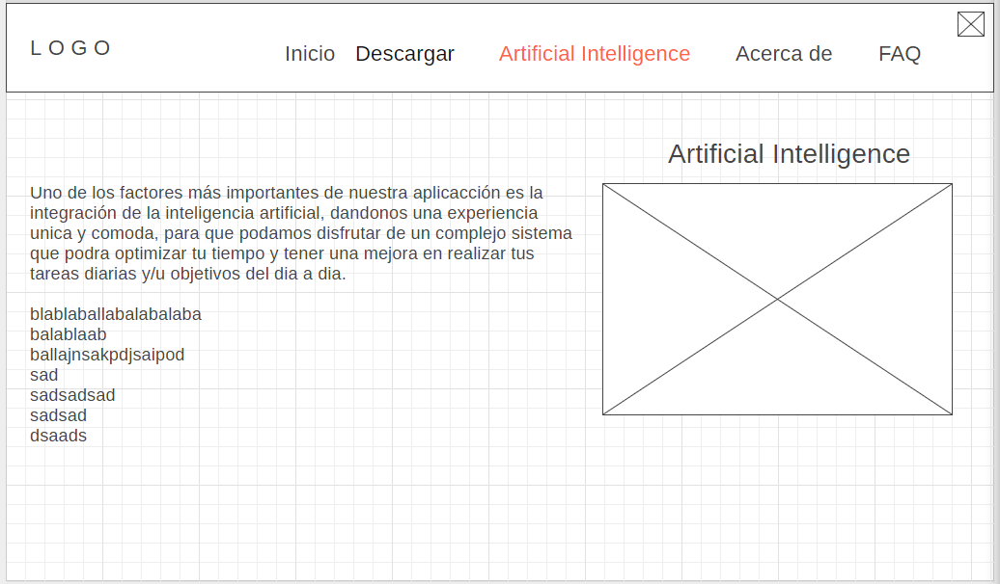 LOGO
Inicio Descargar Artificial Intelligence Acerca de FAQ
Artificial Intelligence
Uno de los factores más importantes de nuestra aplicacción es la
integración de la inteligencia artificial, dandonos una experiencia
unica y comoda, para que podamos disfrutar de un complejo sistema
que podra optimizar tu tiempo y tener una mejora en realizar tus
tareas diarias y/u objetivos del dia a dia.
blablaballabalabalaba
balablaab
ballajnsakpdjsaipod
sad
sadsadsad
sadsad
dsaads